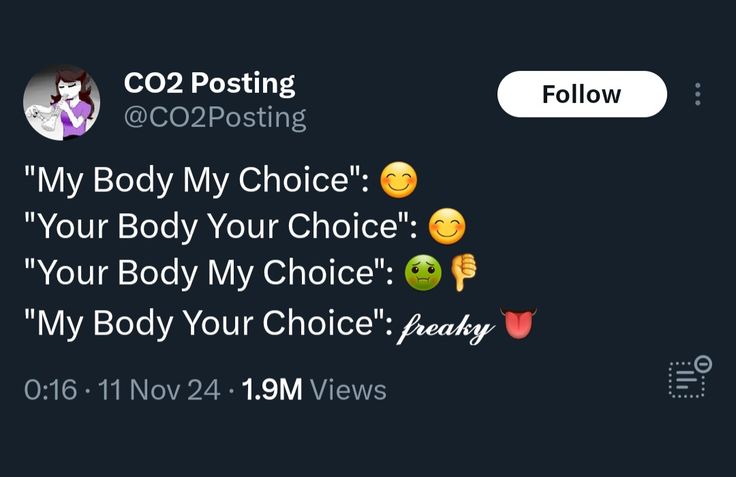 CO2 Posting
@CO2Posting
Follow
"My Body My Choice": 😊
"Your Body Your Choice": 😊
"Your Body My Choice": 🤢👎
"My Body Your Choice": 𝓯𝓻𝓮𝓪𝓴𝔂 👅
0:16 · 11 Nov 24 · 1.9M Views